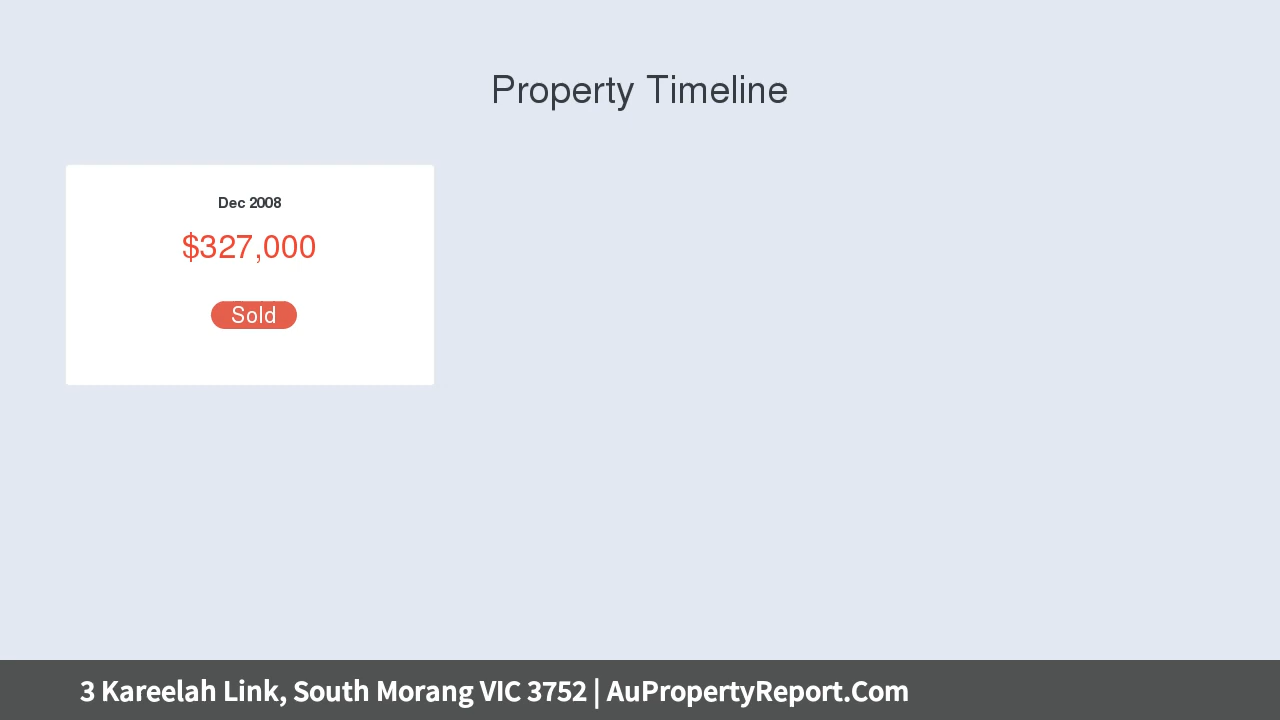 Property Timeline
Dec 2008
$327,000
Sold
3 Kareelah Link, South Morang VIC 3752 | AuPropertyReport.Com